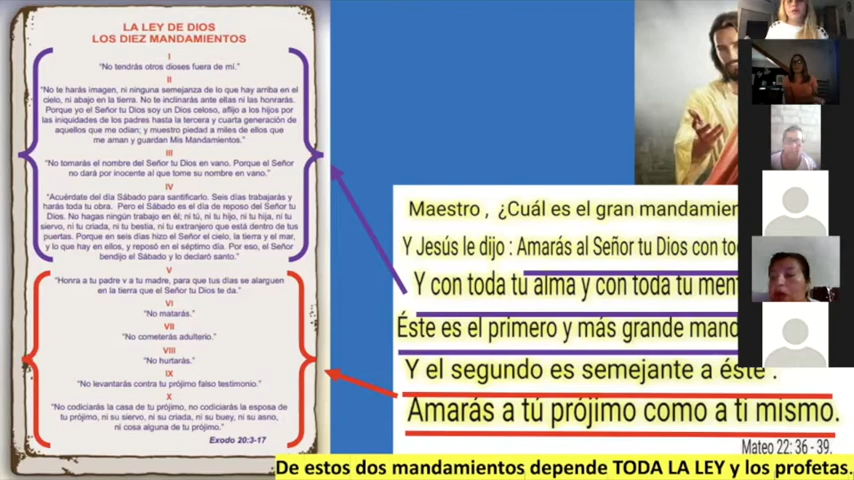 LA LEY DE DIOS
LOS DIEZ MANDAMIENTOS
I
"No tendrás otros dioses fuera de mí."
II
"No te harás imagen, ni ninguna semejanza de lo que hay arriba en el
cielo, ni abajo en la tierra. No te inclinarás ante ellas ni las honrarás.
Porque yo el Señor tu Dios soy un Dios celoso, aflijo a los hijos por
las iniquidades de los padres hasta la tercera y cuarta generación de
aquellos que me odian; y muestro piedad a miles de ellos que
me aman y guardan Mis Mandamientos."
III
"No tomarás el nombre del Señor tu Dios en vano. Porque el Señor
no dará por inocente al que tome su nombre en vano."
IV
"Acuérdate del día Sábado para santificarlo. Seis días trabajarás y
harás toda tu obra. Pero el Sábado es el día de reposo del Señor tu
Dios. No hagas ningún trabajo en él; ni tú, ni tu hijo, ni tu hija, ni tu
siervo, ni tu criada, ni tu bestia, ni tu extranjero que está dentro de tus
puertas. Porque en seis días hizo el Señor el cielo, la tierra y el mar,
y lo que hay en ellos, y reposó en el séptimo día. Por eso, el Señor
bendijo el Sábado y lo declaró santo."
V
"Honra a tu padre y a tu madre, para que tus días se alarguen
en la tierra que el Señor tu Dios te da."
VI
"No matarás."
VII
"No cometerás adulterio."
VIII
"No hurtarás."
IX
"No levantarás contra tu prójimo falso testimonio."
X
"No codiciarás la casa de tu prójimo, no codiciarás la esposa de
tu prójimo, ni su siervo, ni su criada, ni su buey, ni su asno,
ni cosa alguna de tu prójimo."
Exodo 20:3-17
Maestro , ¿Cuál es el gran mandamien
Y Jesús le dijo : Amarás al Señor tu Dios con to
Y con toda tu alma y con toda tu men
Éste es el primero y más grande mand
Y el segundo es semejante a éste :
Amarás a tú prójimo como a ti mismo.
Mateo 22: 36 - 39.
De estos dos mandamientos depende TODA LA LEY y los profetas.